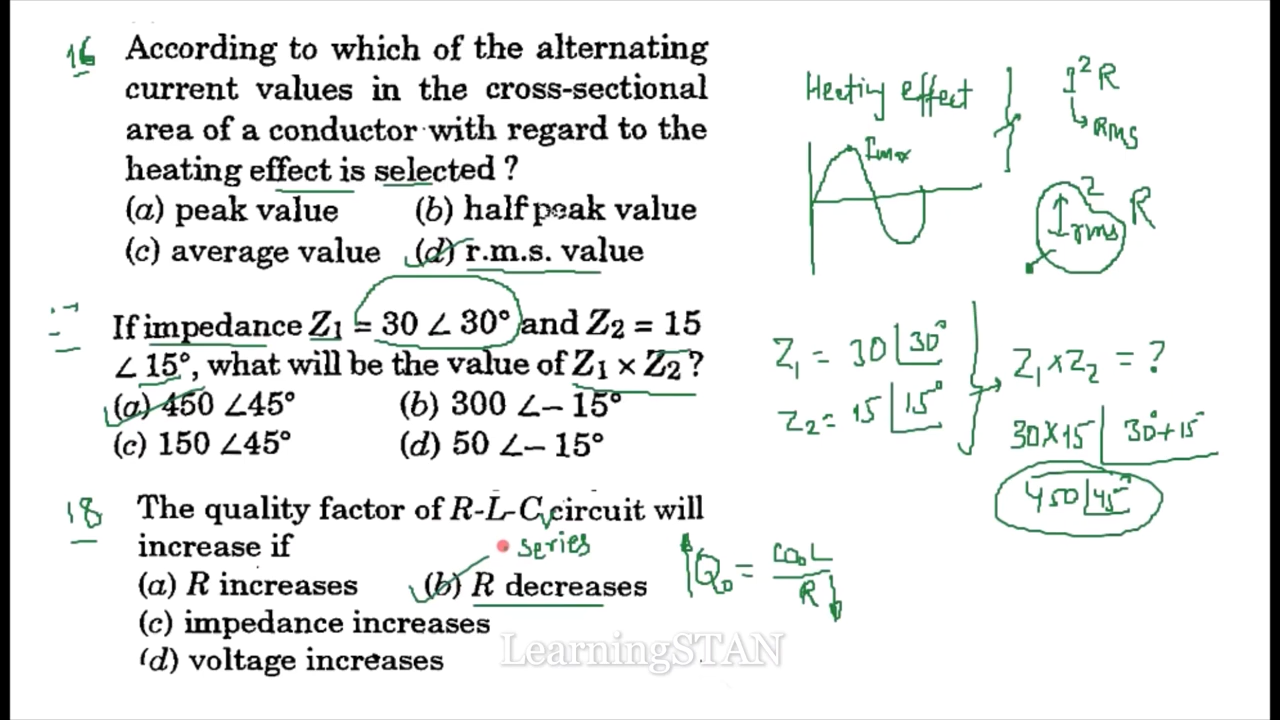 16 According to which of the alternating
current values in the cross-sectional
area of a conductor with regard to the
heating effect is selected ?
(a) peak value (b) half peak value
(c) average value (d) r.m.s. value
If impedance Z₁ = 30 ∠ 30° and Z₂ = 15
∠ 15°, what will be the value of Z₁ × Z₂ ?
(a) 450 ∠45° (b) 300 ∠– 15°
(c) 150 ∠45° (d) 50 ∠– 15°
18 The quality factor of R-L-C circuit will
series
increase if
(a) R increases (b) R decreases
(c) impedance increases
(d) voltage increases
Heating effect
I² R
RMS
Imax
I²rms R
Z₁ = 30 ∠30°
Z₂ = 15 ∠15°
Z₁ × Z₂ = ?
30 × 15 ∠30° + 15°
450 ∠45°
Q₀ = ω₀L / R
LearningSTAN